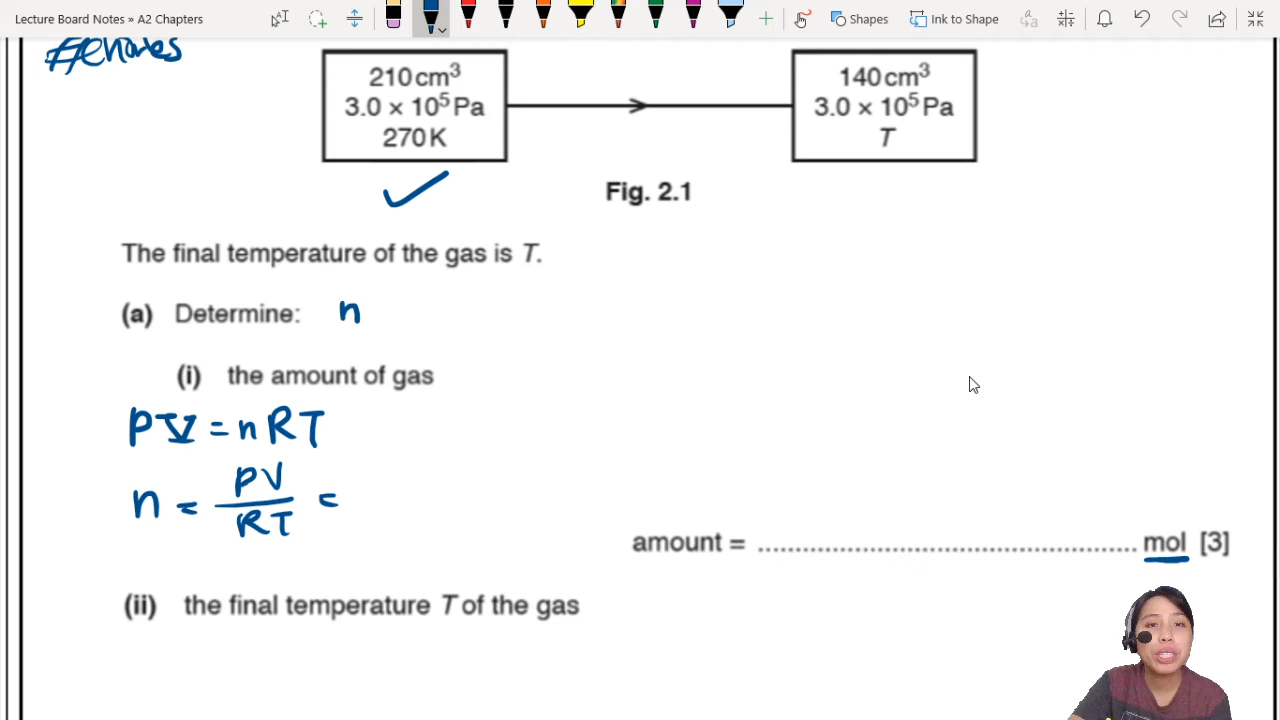 Lecture Board Notes » A2 Chapters
Shapes
Ink to Shape
210 cm³
3.0 × 10⁵ Pa
270 K
140 cm³
3.0 × 10⁵ Pa
T
Fig. 2.1
The final temperature of the gas is T.
(a) Determine: n
(i) the amount of gas
PV = nRT
n = PV / RT =
amount = ........................................................ mol [3]
(ii) the final temperature T of the gas